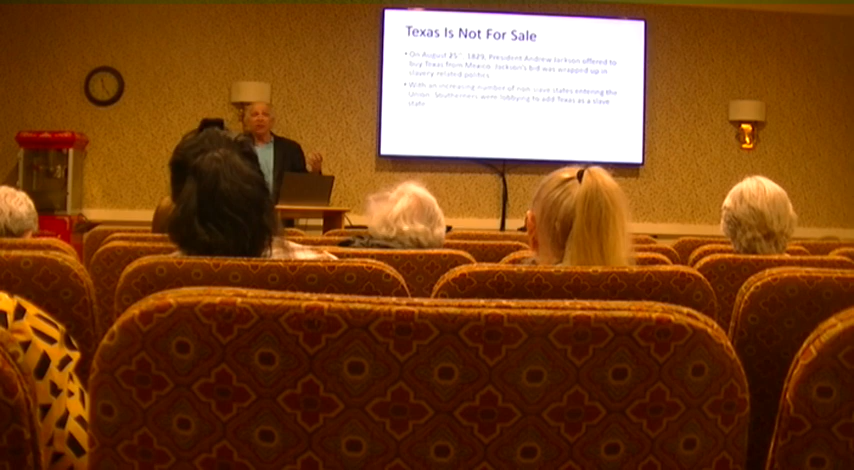 Texas Is Not For Sale
• On August 25th, 1829, President Andrew Jackson offered to
buy Texas from Mexico. Jackson's bid was wrapped up in
slavery related politics.
• With an increasing number of non slave states entering the
Union, Southerners were lobbying to add Texas as a slave
state.